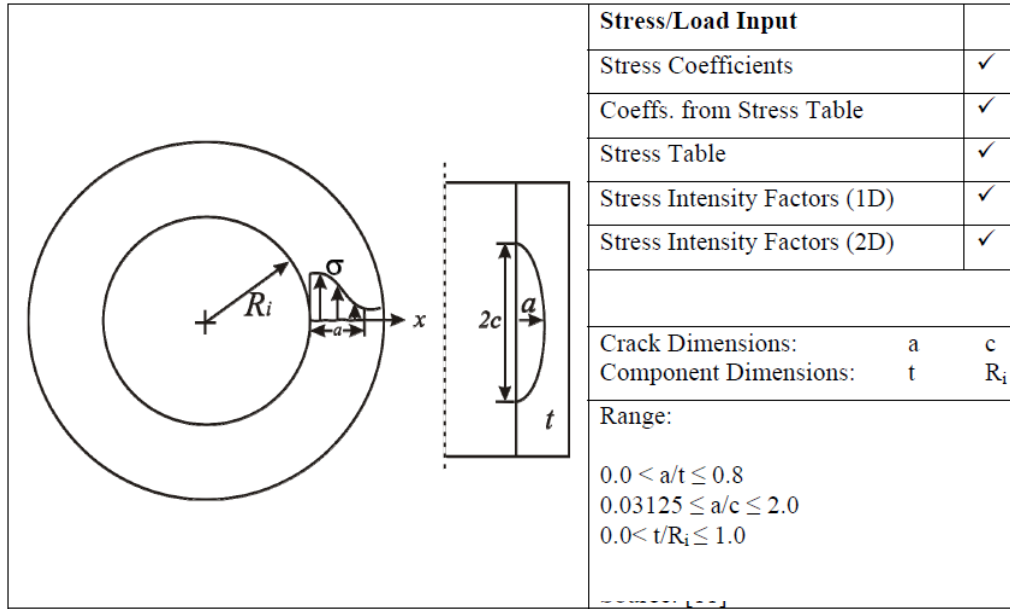 σ
Ri
a
x
2c
a
t
Stress/Load Input
Stress Coefficients ✓
Coeffs. from Stress Table ✓
Stress Table ✓
Stress Intensity Factors (1D) ✓
Stress Intensity Factors (2D) ✓
Crack Dimensions: a c
Component Dimensions: t Ri
Range:
0.0 < a/t ≤ 0.8
0.03125 ≤ a/c ≤ 2.0
0.0< t/Ri ≤ 1.0